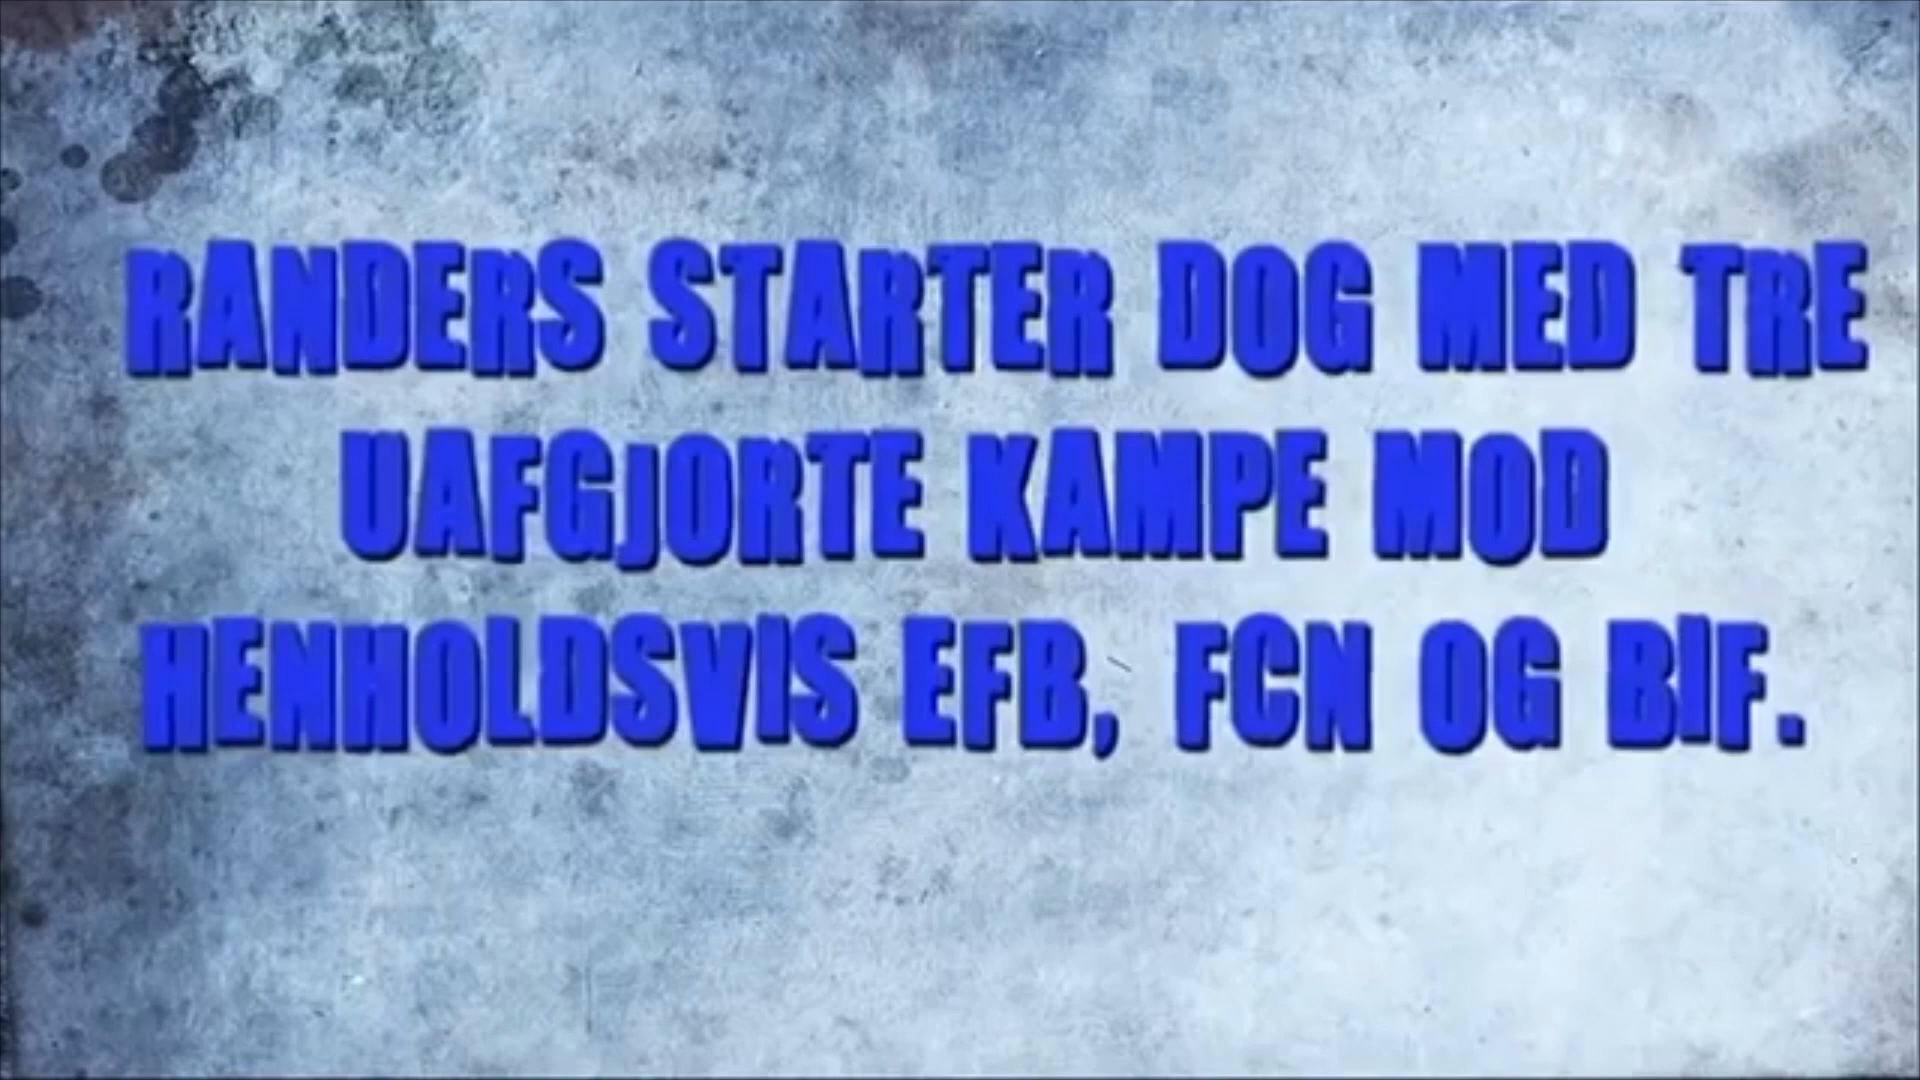 RANDERS STARTER DOG MED TRE
UAFGJORTE KAMPE MOD
HENHOLDSVIS EFB, FCN OG BIF.